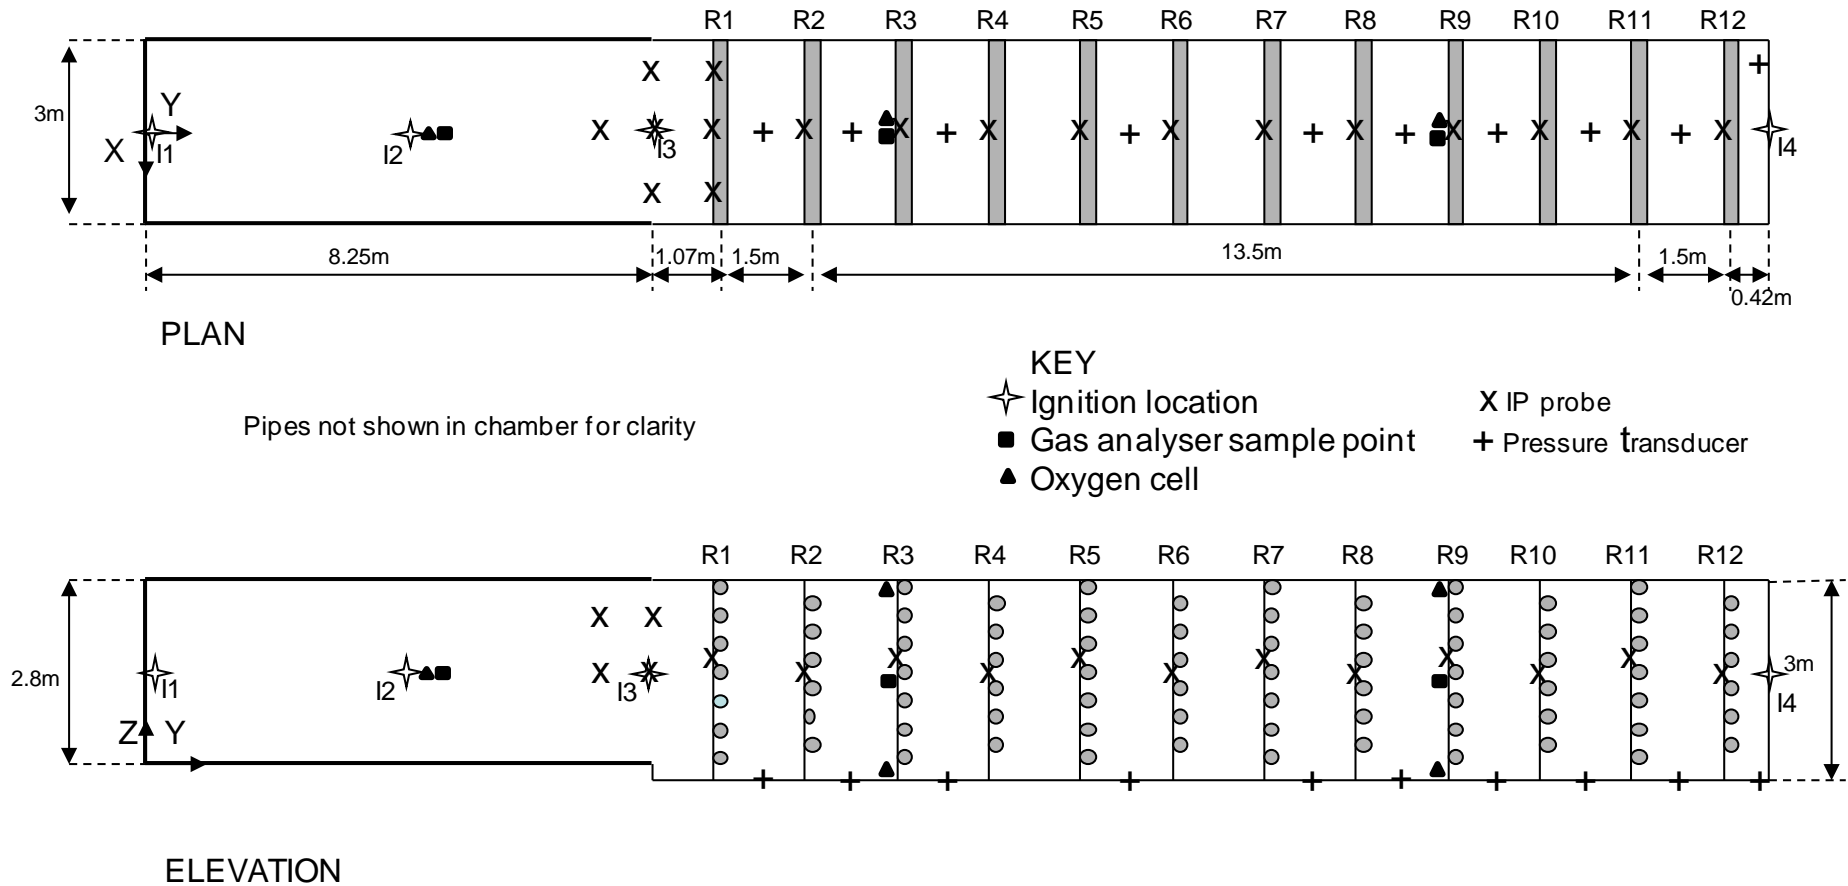 R1 R2 R3 R4 R5 R6 R7 R8 R9 R10 R11 R12
3m
Y
X
I1
I2
I3
I4
8.25m 1.07m 1.5m 13.5m 1.5m
0.42m
PLAN
KEY
Ignition location
Gas analyser sample point
Oxygen cell
X IP probe
+ Pressure transducer
Pipes not shown in chamber for clarity
R1 R2 R3 R4 R5 R6 R7 R8 R9 R10 R11 R12
2.8m
3m
I1
I2
I3
I4
Z Y
ELEVATION